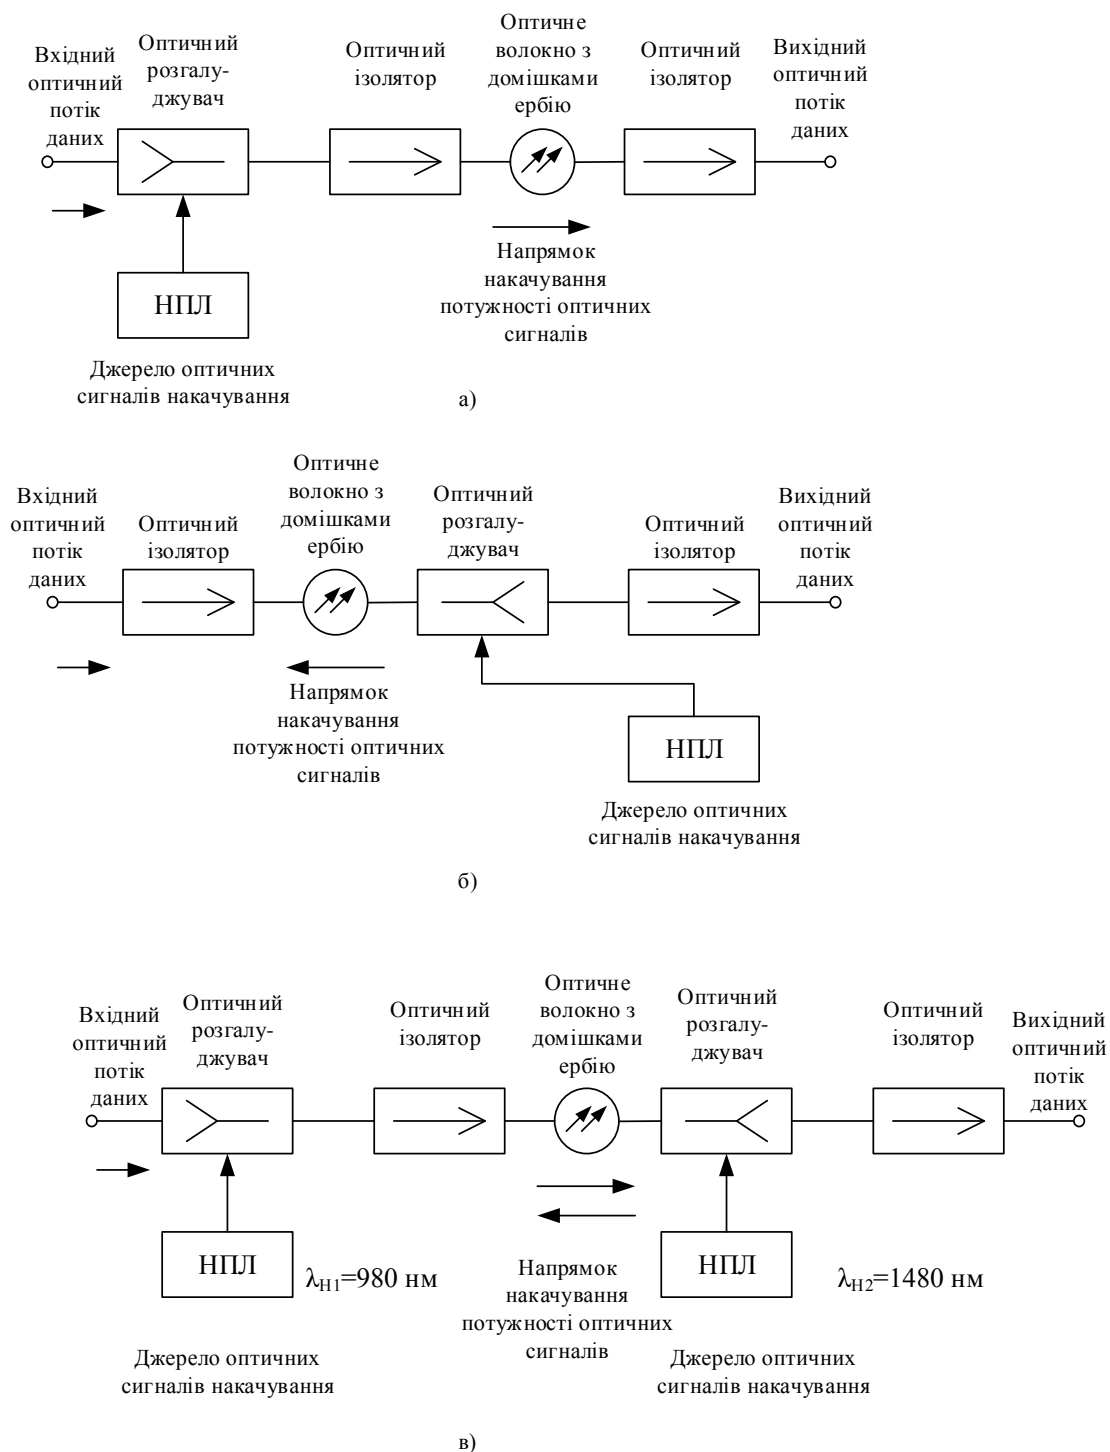 Вхідний
оптичний
потік
даних
Оптичний
розгалу-
джувач
Оптичний
ізолятор
Оптичне
волокно з
домішками
ербію
Оптичний
ізолятор
Вихідний
оптичний
потік
даних
НПЛ
Джерело оптичних
сигналів накачування
Напрямок
накачування
потужності оптичних
сигналів
а)
Вхідний
оптичний
потік
даних
Оптичний
ізолятор
Оптичне
волокно з
домішками
ербію
Оптичний
розгалу-
джувач
Оптичний
ізолятор
Вихідний
оптичний
потік
даних
Напрямок
накачування
потужності оптичних
сигналів
НПЛ
Джерело оптичних
сигналів накачування
б)
Вхідний
оптичний
потік
даних
Оптичний
розгалу-
джувач
Оптичний
ізолятор
Оптичне
волокно з
домішками
ербію
Оптичний
розгалу-
джувач
Оптичний
ізолятор
Вихідний
оптичний
потік
даних
НПЛ
λН1=980 нм
Джерело оптичних
сигналів накачування
Напрямок
накачування
потужності оптичних
сигналів
НПЛ
λН2=1480 нм
Джерело оптичних
сигналів накачування
в)